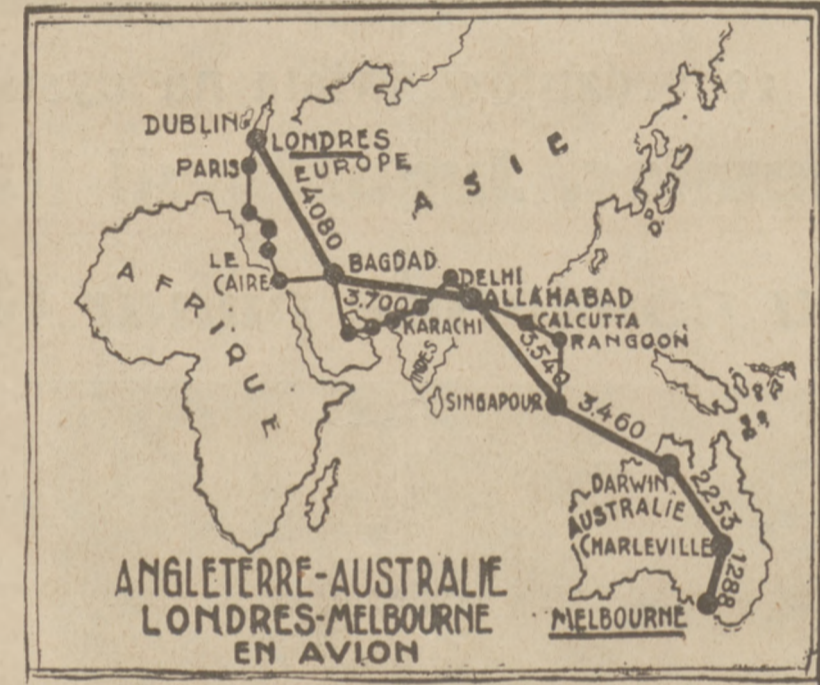 DUBLIN
LONDRES
PARIS
EUROPE
ASIE
4080
AFRIQUE
LE
CAIRE
BAGDAD
3.700
DELHI
ALLAHABAD
KARACHI
CALCUTTA
RANGOON
INDES
3.540
SINGAPOUR
3.460
DARWIN
2253
AUSTRALIE
CHARLEVILLE
1288
MELBOURNE
ANGLETERRE-AUSTRALIE
LONDRES-MELBOURNE
EN AVION